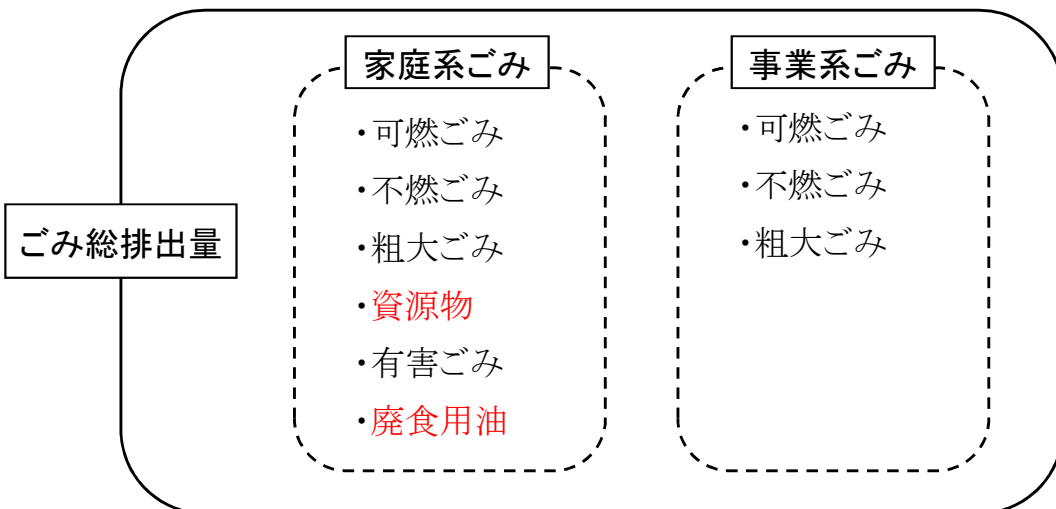 ごみ総排出量
家庭系ごみ
・可燃ごみ
・不燃ごみ
・粗大ごみ
・資源物
・有害ごみ
・廃食用油
事業系ごみ
・可燃ごみ
・不燃ごみ
・粗大ごみ